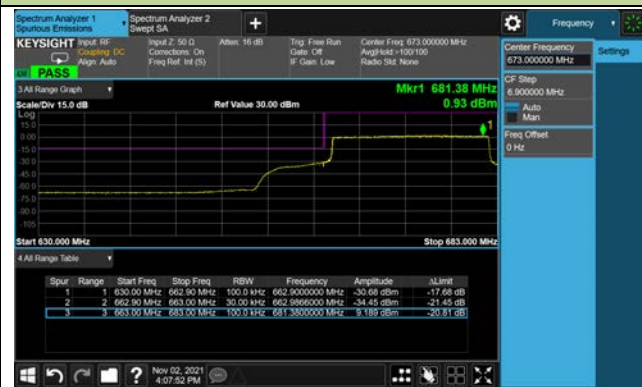 Spectrum Analyzer 1
Spurious Emissions
Spectrum Analyzer 2
Swept SA
Frequency
KEYSIGHT
Input: RF
Coupling: DC
Align: Auto
Input Z: 50 Ω
Corrections: On
Freq Ref: Int (S)
Atten: 16 dB
Trig: Free Run
Gate: Off
IF Gain: Low
Center Freq: 673.000000 MHz
Avg|Hold:>100/100
Radio Std: None
PASS
3 All Range Graph
Scale/Div 15.0 dB
Ref Value 30.00 dBm
Mkr1 681.38 MHz
0.93 dBm
Log
15.0
0.00
-15.0
-30.0
-45.0
-60.0
-75.0
-90.0
-105
1
Start 630.000 MHz
Stop 683.000 MHz
4 All Range Table
Spur Range Start Freq Stop Freq RBW Frequency Amplitude ΔLimit
1 1 630.00 MHz 662.90 MHz 100.0 kHz 662.9000000 MHz -30.68 dBm -17.68 dB
2 2 662.90 MHz 663.00 MHz 30.00 kHz 662.9866000 MHz -34.45 dBm -21.45 dB
3 3 663.00 MHz 683.00 MHz 100.0 kHz 681.3800000 MHz 9.189 dBm -20.81 dB
Center Frequency
673.000000 MHz
Settings
CF Step
6.900000 MHz
Auto
Man
Freq Offset
0 Hz
?
Nov 02, 2021
4:07:52 PM